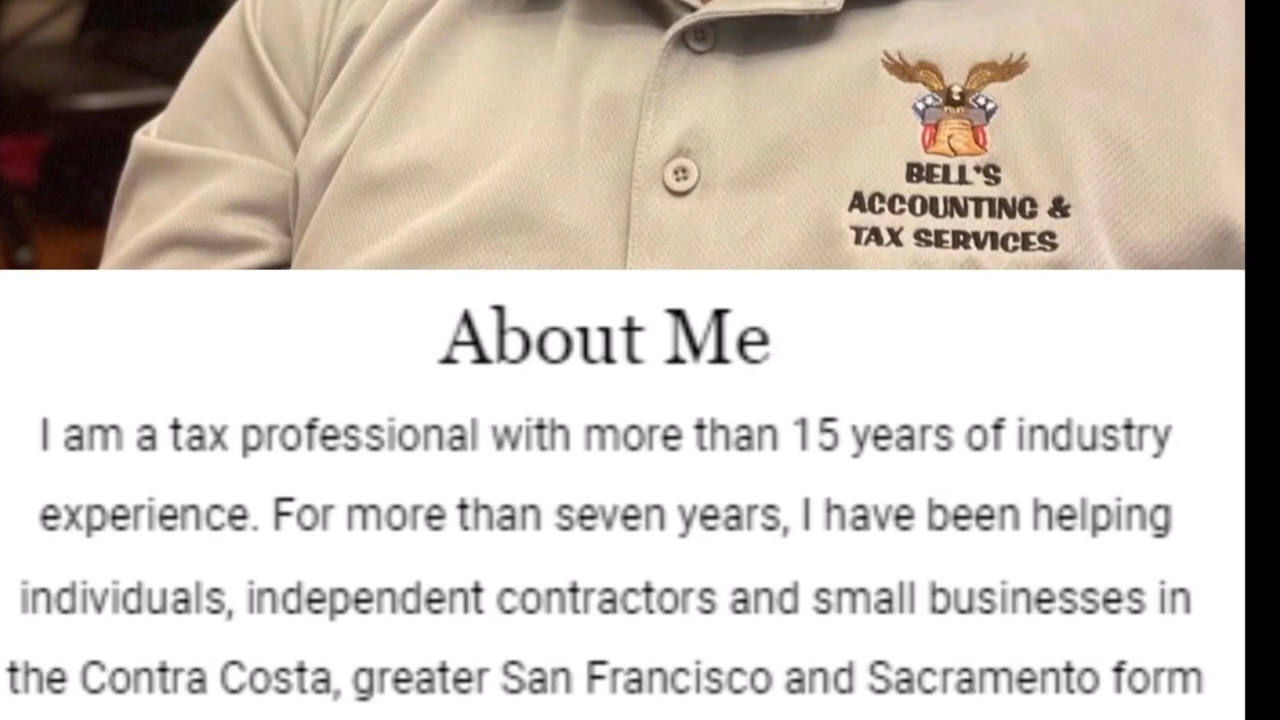 BELL'S
ACCOUNTING &
TAX SERVICES
About Me
I am a tax professional with more than 15 years of industry
experience. For more than seven years, I have been helping
individuals, independent contractors and small businesses in
the Contra Costa, greater San Francisco and Sacramento form